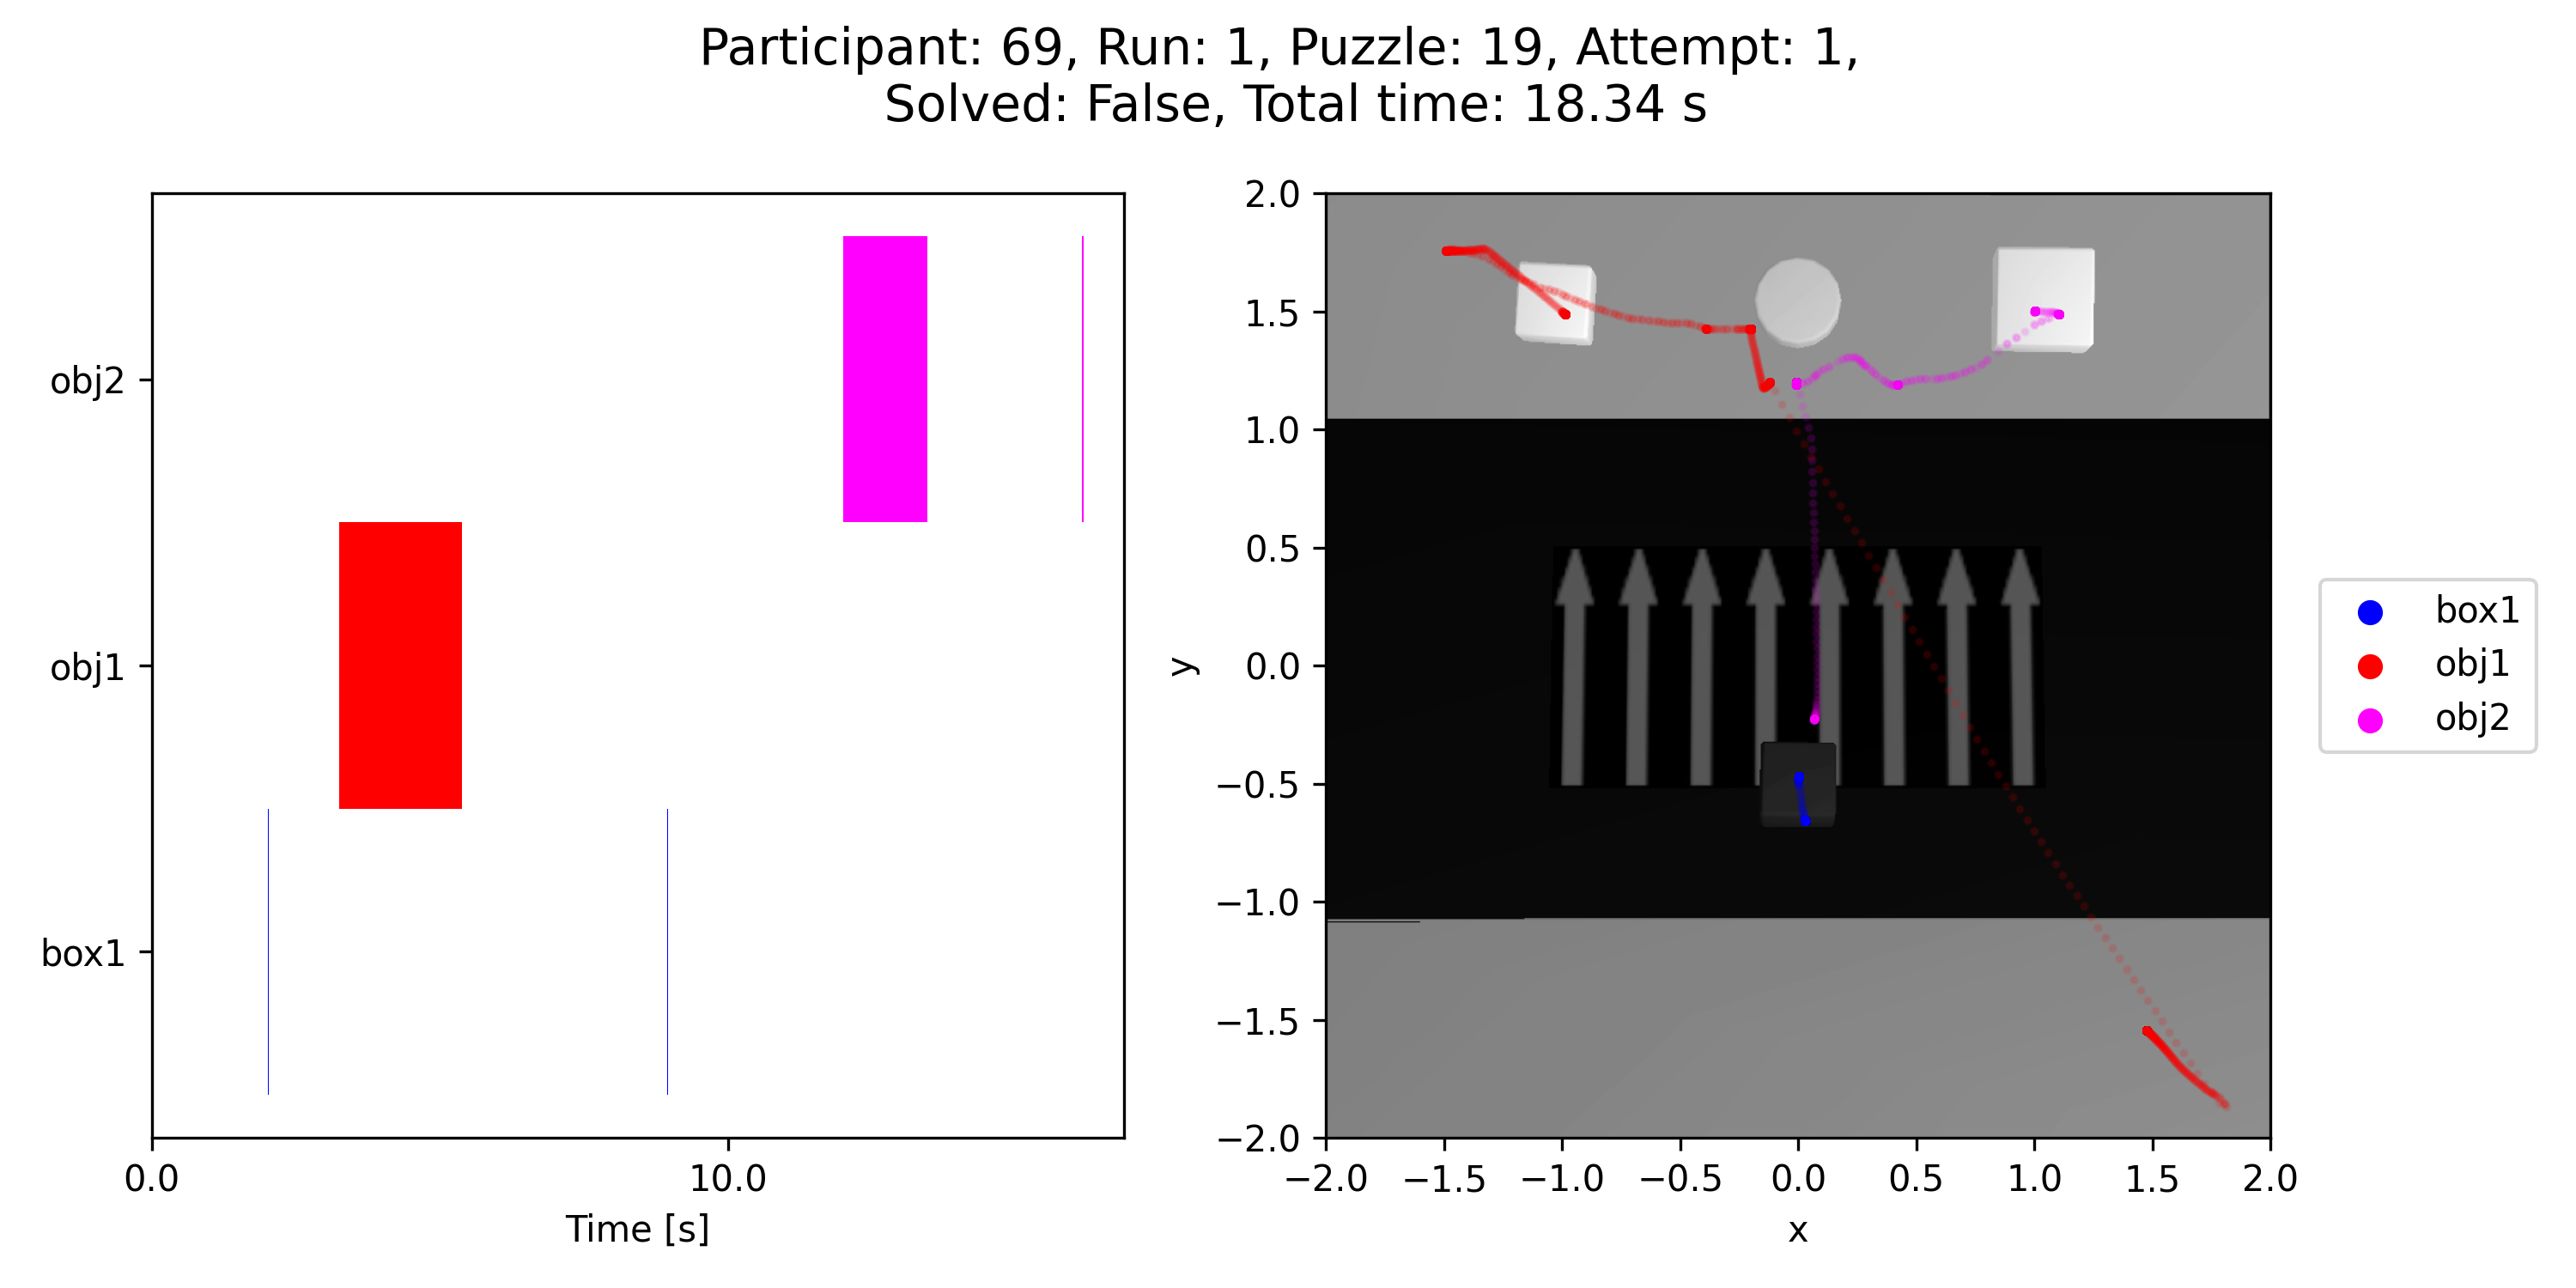 Participant: 69, Run: 1, Puzzle: 19, Attempt: 1,
Solved: False, Total time: 18.34 s
obj2
obj1
box1
0.0
10.0
Time [s]
2.0
1.5
1.0
0.5
0.0
−0.5
−1.0
−1.5
−2.0
y
−2.0
−1.5
−1.0
−0.5
0.0
0.5
1.0
1.5
2.0
x
box1
obj1
obj2